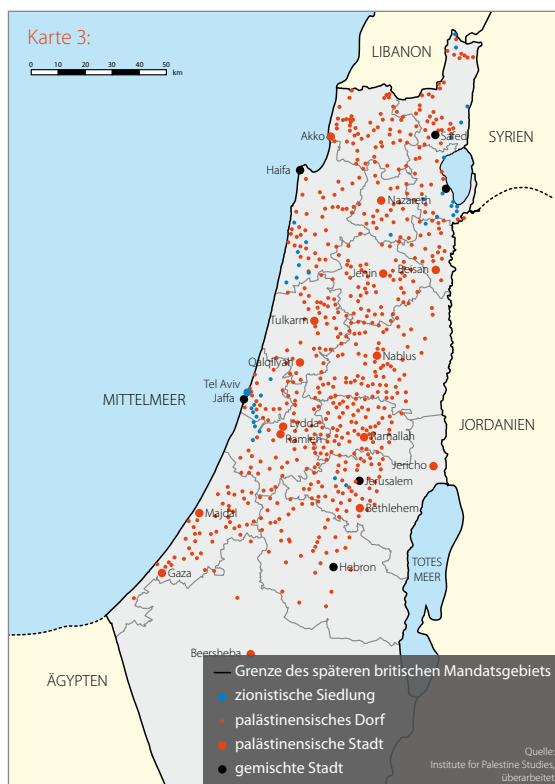 Karte 3:
0 10 20 30 40 50
km
LIBANON
SYRIEN
Akko
Safed
Haifa
Nazareth
Jenin
Beisan
Tulkarm
Qalqiliyah
Nablus
Tel Aviv
Jaffa
MITTELMEER
JORDANIEN
Lydda
Ramleh
Ramallah
Jericho
Jerusalem
Bethlehem
Majdal
Hebron
TOTES
MEER
Gaza
Beersheba
ÄGYPTEN
Grenze des späteren britischen Mandatsgebiets
zionistische Siedlung
palästinensisches Dorf
palästinensische Stadt
gemischte Stadt
Quelle:
Institute for Palestine Studies,
überarbeitet